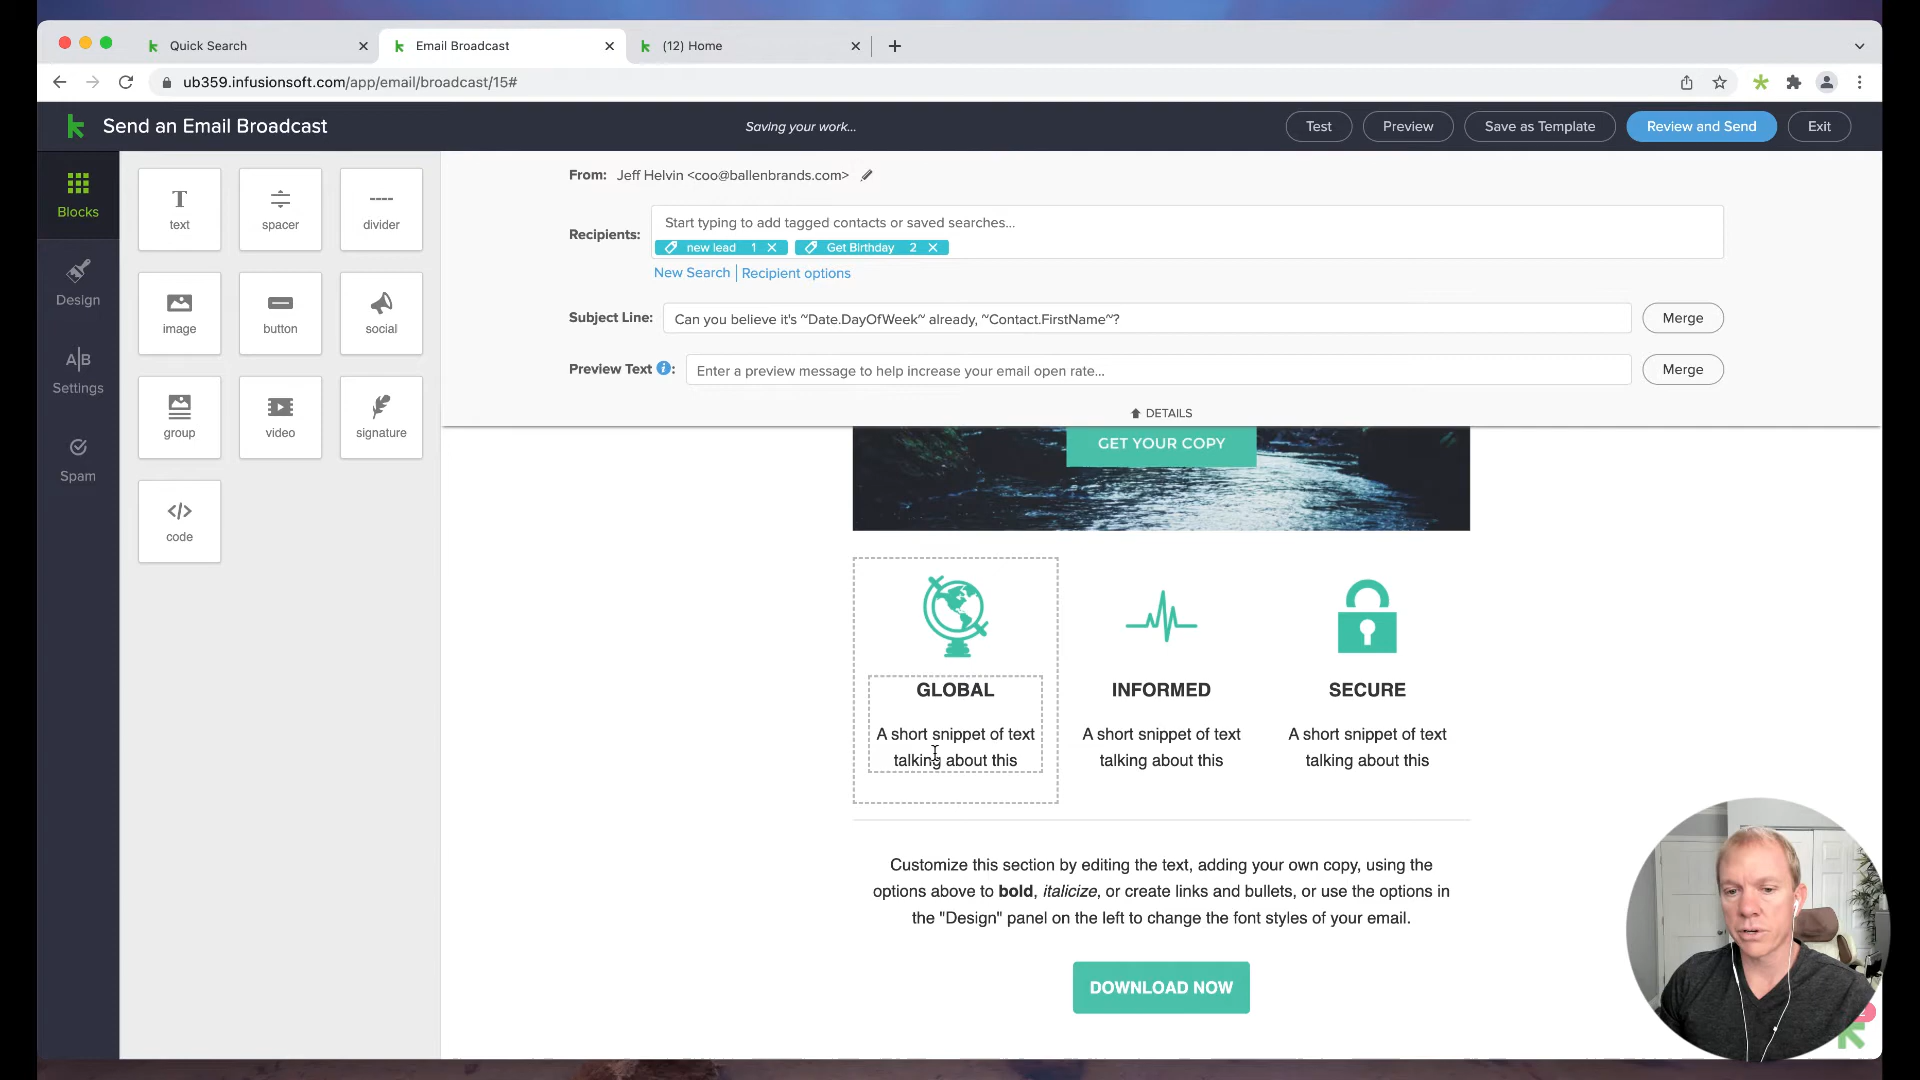 Quick Search
Email Broadcast
(12) Home
ub359.infusionsoft.com/app/email/broadcast/15#
Send an Email Broadcast
Saving your work...
Test
Preview
Save as Template
Review and Send
Exit
Blocks
Design
A|B
Settings
Spam
T
text
spacer
divider
image
button
social
group
video
signature
</>
code
From: Jeff Helvin <coo@ballenbrands.com>
Recipients:
Start typing to add tagged contacts or saved searches...
new lead 1
Get Birthday 2
New Search | Recipient options
Subject Line: Can you believe it's ~Date.DayOfWeek~ already, ~Contact.FirstName~? Merge
Preview Text i: Enter a preview message to help increase your email open rate... Merge
DETAILS
GET YOUR COPY
GLOBAL
A short snippet of text
talking about this
INFORMED
A short snippet of text
talking about this
SECURE
A short snippet of text
talking about this
Customize this section by editing the text, adding your own copy, using the
options above to bold, italicize, or create links and bullets, or use the options in
the "Design" panel on the left to change the font styles of your email.
DOWNLOAD NOW